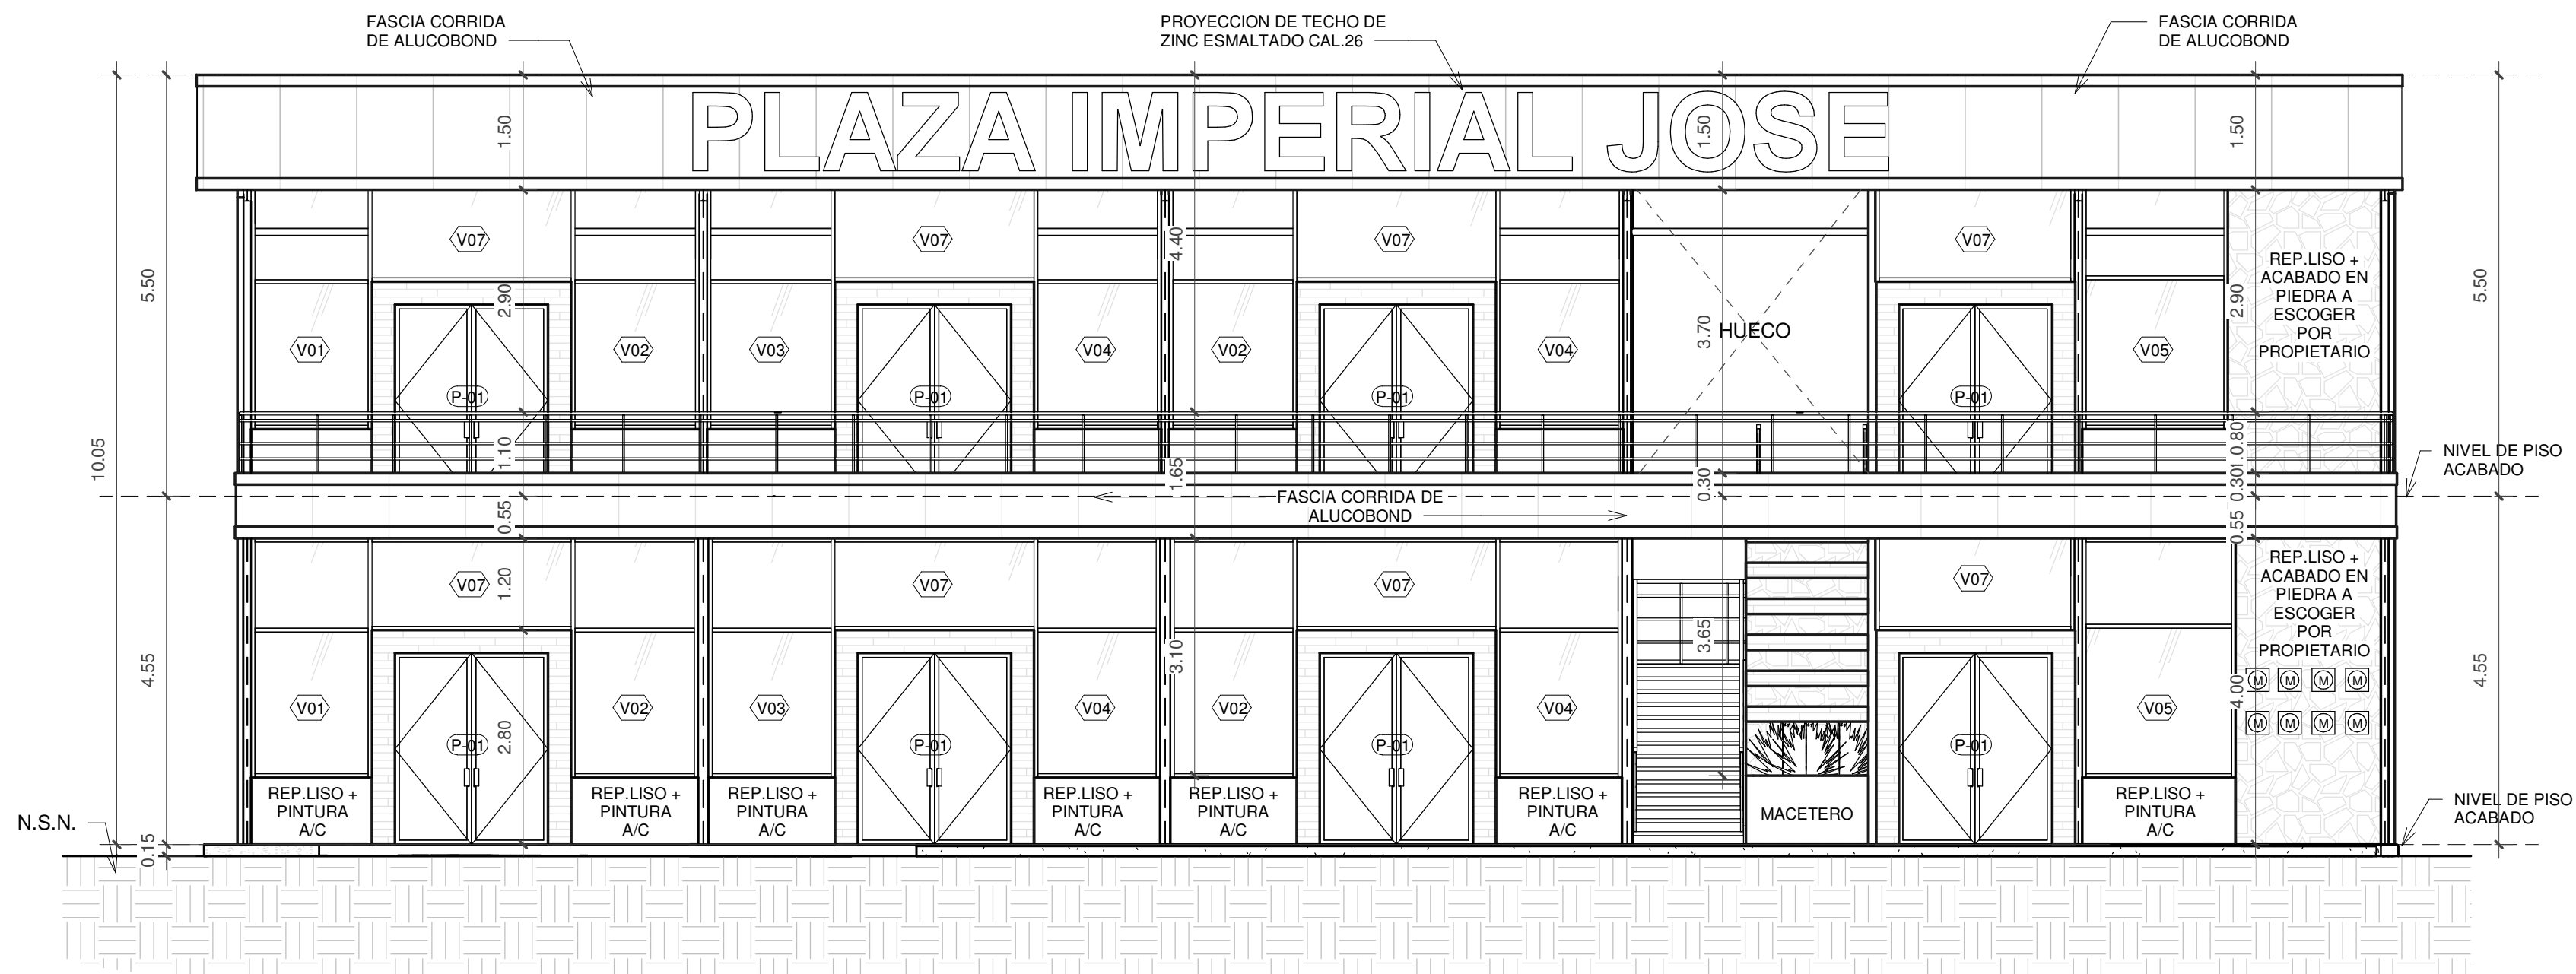 FASCIA CORRIDA
DE ALUCOBOND
PROYECCION DE TECHO DE
ZINC ESMALTADO CAL.26
FASCIA CORRIDA
DE ALUCOBOND
PLAZA IMPERIAL JOSE
1.50
1.50
1.50
V07
V07
V07
V07
4.40
5.50
5.50
REP.LISO +
ACABADO EN
PIEDRA A
ESCOGER
POR
PROPIETARIO
2.90
2.90
3.70
HUECO
V01
V02
V03
V04
V02
V04
V05
P-01
P-01
P-01
P-01
10.05
1.10
1.65
0.30
0.80
0.30
NIVEL DE PISO
ACABADO
FASCIA CORRIDA DE
ALUCOBOND
0.55
0.55
V07
1.20
V07
V07
V07
REP.LISO +
ACABADO EN
PIEDRA A
ESCOGER
POR
PROPIETARIO
3.10
3.65
4.55
4.55
4.00
M M M M
M M M M
V01
V02
V03
V04
V02
V04
V05
P-01
2.80
P-01
P-01
P-01
REP.LISO +
PINTURA
A/C
REP.LISO +
PINTURA
A/C
REP.LISO +
PINTURA
A/C
REP.LISO +
PINTURA
A/C
REP.LISO +
PINTURA
A/C
REP.LISO +
PINTURA
A/C
MACETERO
REP.LISO +
PINTURA
A/C
NIVEL DE PISO
ACABADO
N.S.N.
0.15